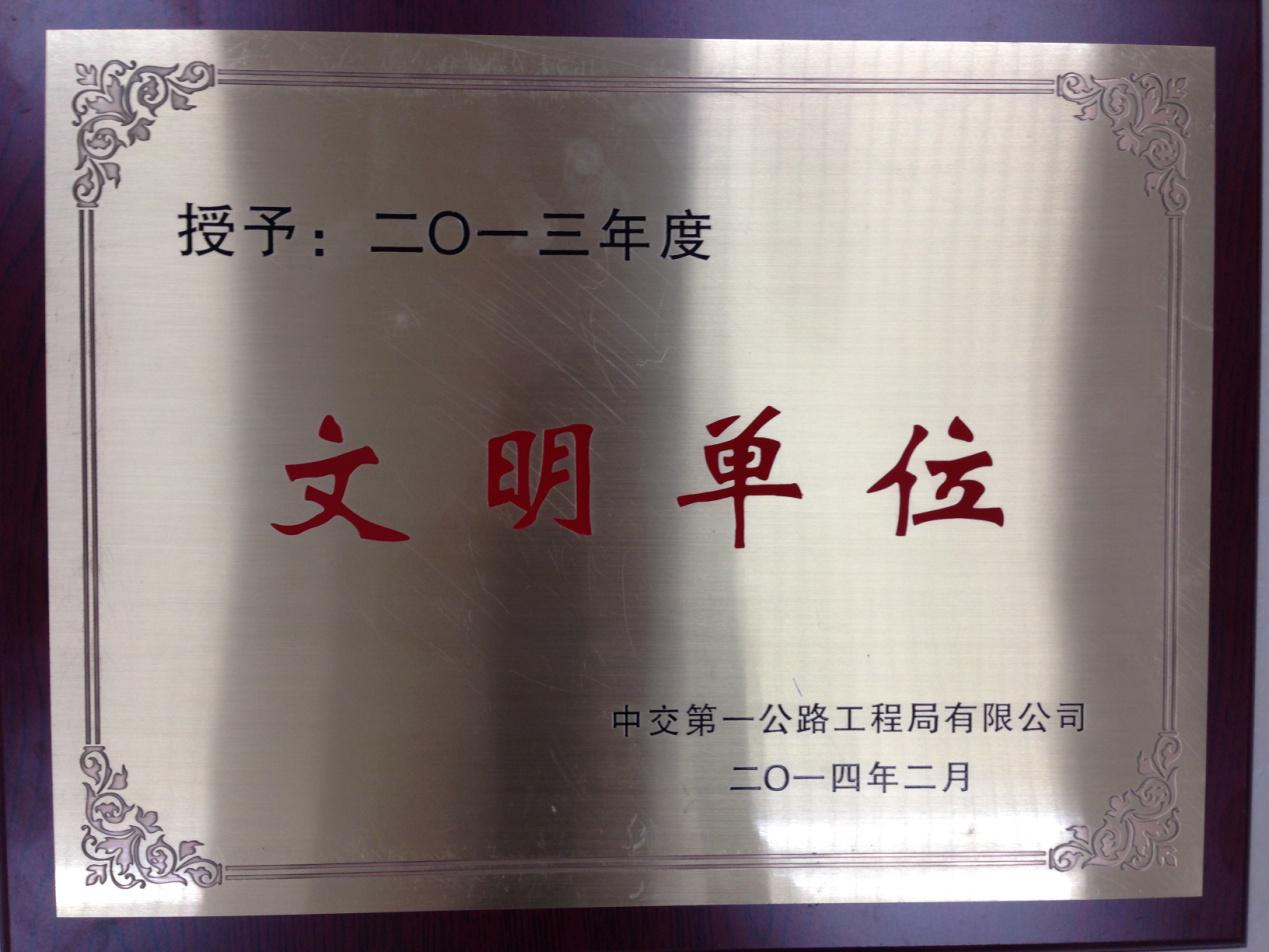 授予：二〇一三年度
文明单位
中交第一公路工程局有限公司
二〇一四年二月